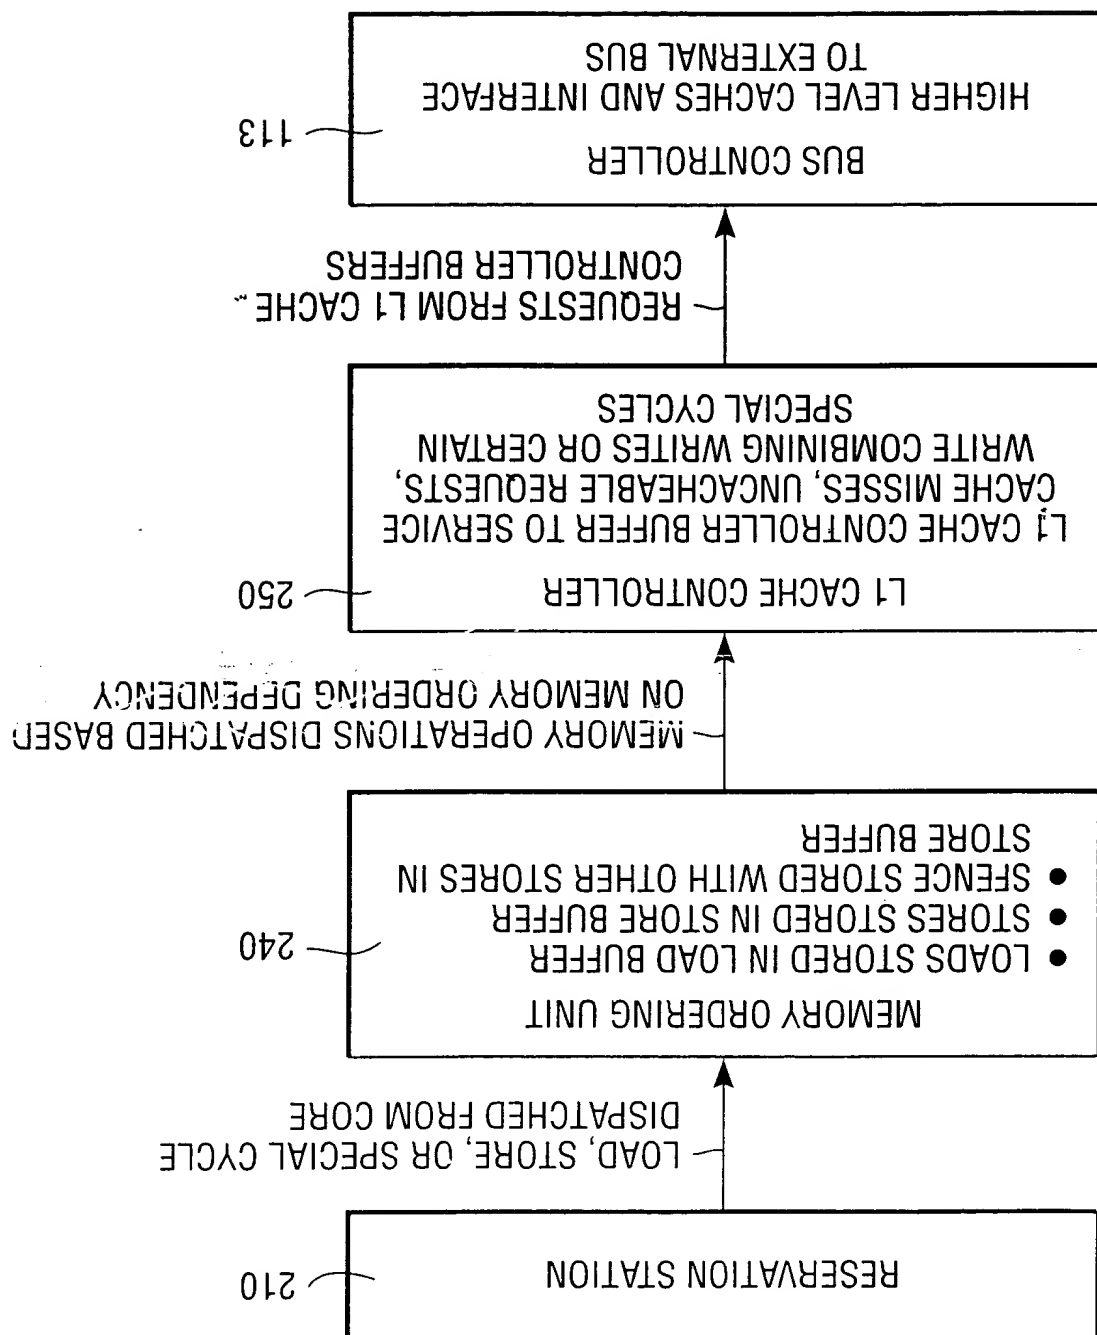 RESERVATION STATION
210
LOAD, STORE, OR SPECIAL CYCLE
DISPATCHED FROM CORE
MEMORY ORDERING UNIT
• LOADS STORED IN LOAD BUFFER
• STORES STORED IN STORE BUFFER
• SFENCE STORED WITH OTHER STORES IN
STORE BUFFER
240
MEMORY OPERATIONS DISPATCHED BASED
ON MEMORY ORDERING DEPENDENCY
L1 CACHE CONTROLLER
250
L1 CACHE CONTROLLER BUFFER TO SERVICE
CACHE MISSES, UNCACHEABLE REQUESTS,
WRITE COMBINING WRITES OR CERTAIN
SPECIAL CYCLES
REQUESTS FROM L1 CACHE
CONTROLLER BUFFERS
BUS CONTROLLER
113
HIGHER LEVEL CACHES AND INTERFACE
TO EXTERNAL BUS